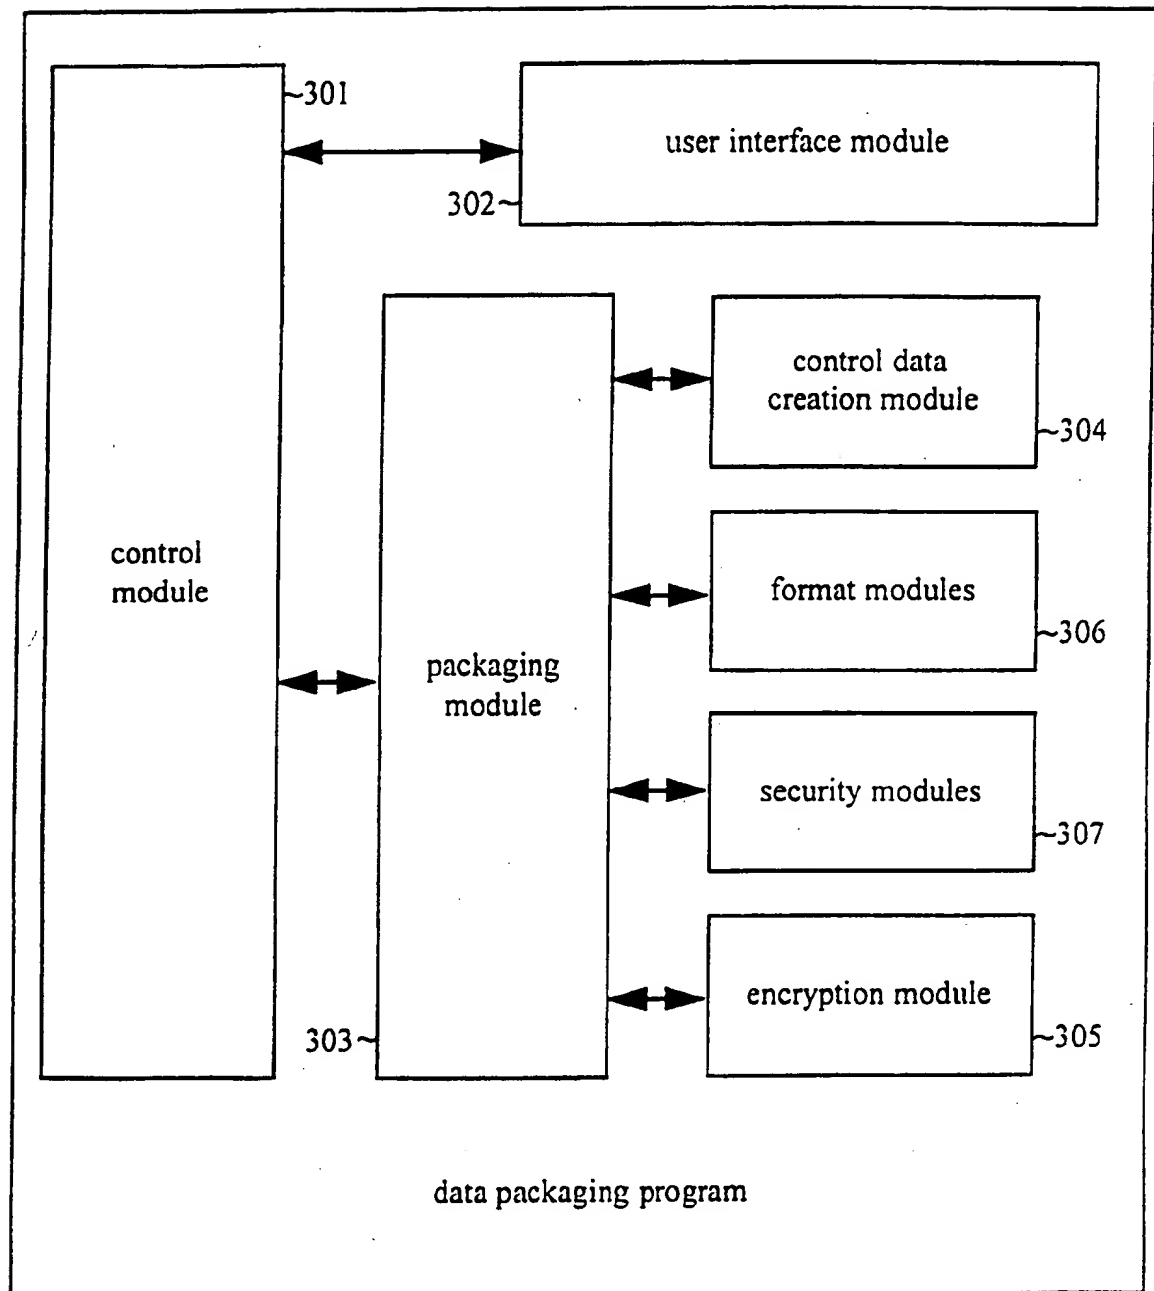 301
user interface module
302
control data
creation module
304
control
module
format modules
306
packaging
module
security modules
307
encryption module
303
305
data packaging program